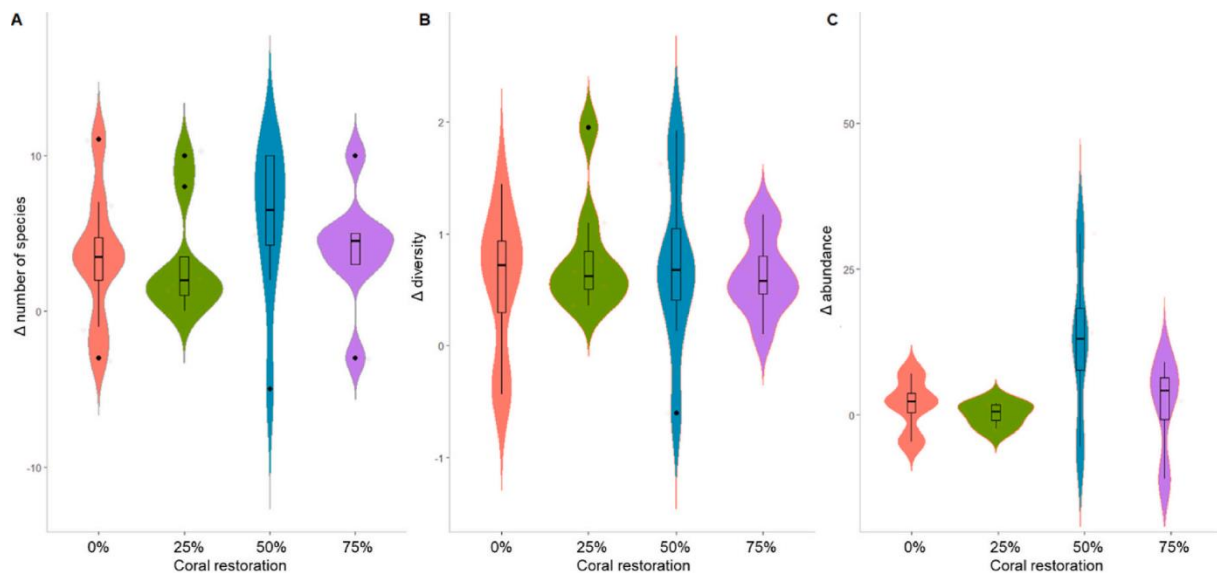 A
B
C
Δ number of species
10
0
-10
0%
25%
50%
75%
Coral restoration
Δ diversity
2
1
0
-1
0%
25%
50%
75%
Coral restoration
Δ abundance
50
25
0
0%
25%
50%
75%
Coral restoration